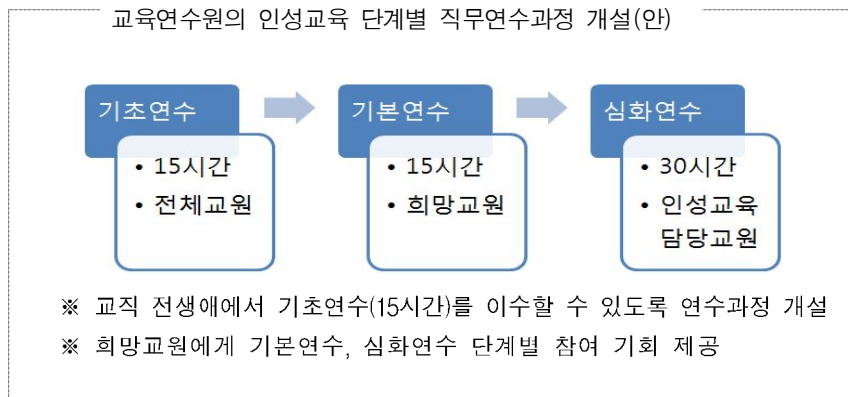 교육연수원의 인성교육 단계별 직무연수과정 개설(안)
기초연수
• 15시간
• 전체교원
기본연수
• 15시간
• 희망교원
심화연수
• 30시간
• 인성교육
담당교원
※ 교직 전생애에서 기초연수(15시간)를 이수할 수 있도록 연수과정 개설
※ 희망교원에게 기본연수, 심화연수 단계별 참여 기회 제공